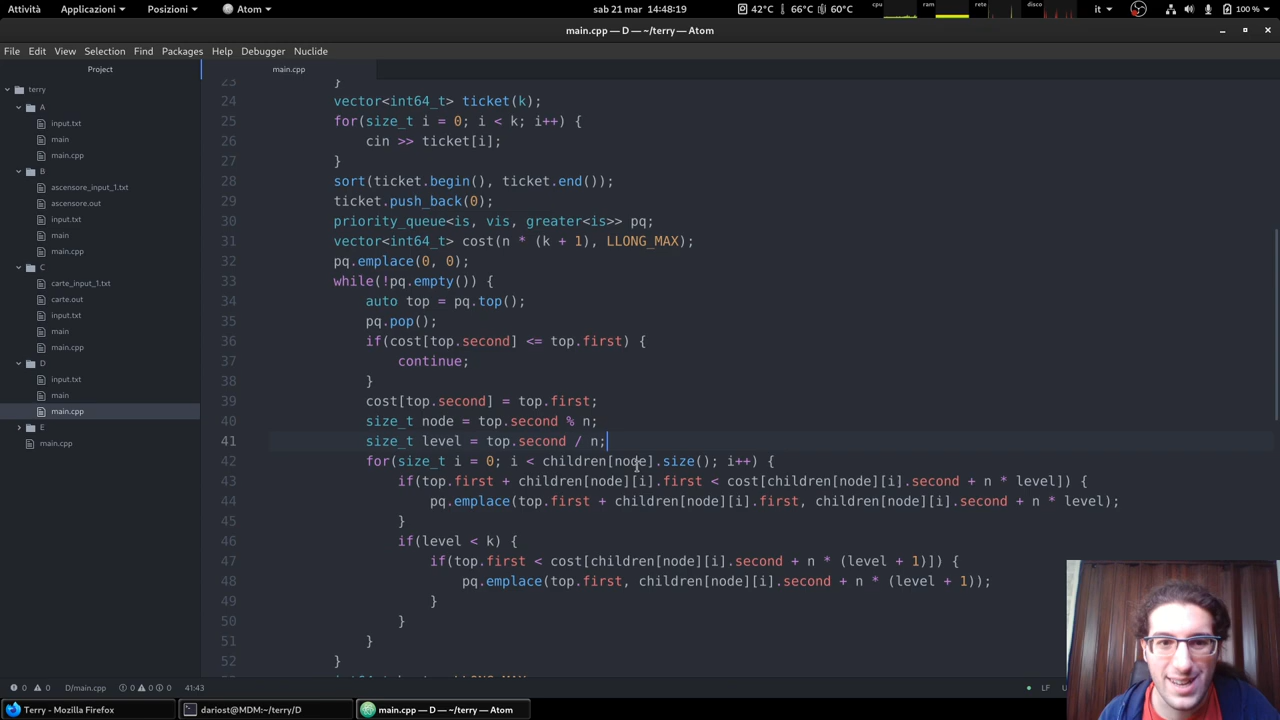 Attività Applicazioni Posizioni Atom sab 21 mar 14:48:19 42°C 66°C 60°C cpu ram rete disco it 100 %
main.cpp — D — ~/terry — Atom
File Edit View Selection Find Packages Help Debugger Nuclide
Project main.cpp
terry
A
input.txt
main
main.cpp
B
ascensore_input_1.txt
ascensore.out
input.txt
main
main.cpp
C
carte_input_1.txt
carte.out
input.txt
main
main.cpp
D
input.txt
main
main.cpp
E
main.cpp
23 }
24 vector<int64_t> ticket(k);
25 for(size_t i = 0; i < k; i++) {
26 cin >> ticket[i];
27 }
28 sort(ticket.begin(), ticket.end());
29 ticket.push_back(0);
30 priority_queue<is, vis, greater<is>> pq;
31 vector<int64_t> cost(n * (k + 1), LLONG_MAX);
32 pq.emplace(0, 0);
33 while(!pq.empty()) {
34 auto top = pq.top();
35 pq.pop();
36 if(cost[top.second] <= top.first) {
37 continue;
38 }
39 cost[top.second] = top.first;
40 size_t node = top.second % n;
41 size_t level = top.second / n;
42 for(size_t i = 0; i < children[node].size(); i++) {
43 if(top.first + children[node][i].first < cost[children[node][i].second + n * level]) {
44 pq.emplace(top.first + children[node][i].first, children[node][i].second + n * level);
45 }
46 if(level < k) {
47 if(top.first < cost[children[node][i].second + n * (level + 1)]) {
48 pq.emplace(top.first, children[node][i].second + n * (level + 1));
49 }
50 }
51 }
52 }
0 0 D/main.cpp 0 0 0 41:43 LF
Terry - Mozilla Firefox dariost@MDM:~/terry/D main.cpp — D — ~/terry — Atom